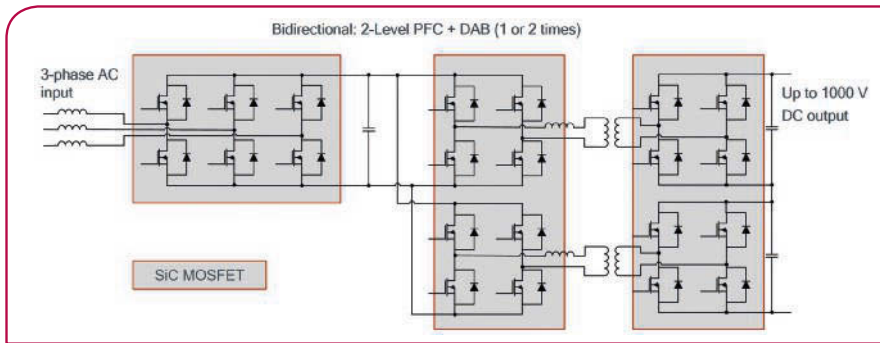 Bidirectional: 2-Level PFC + DAB (1 or 2 times)
3-phase AC
input
Up to 1000 V
DC output
SiC MOSFET